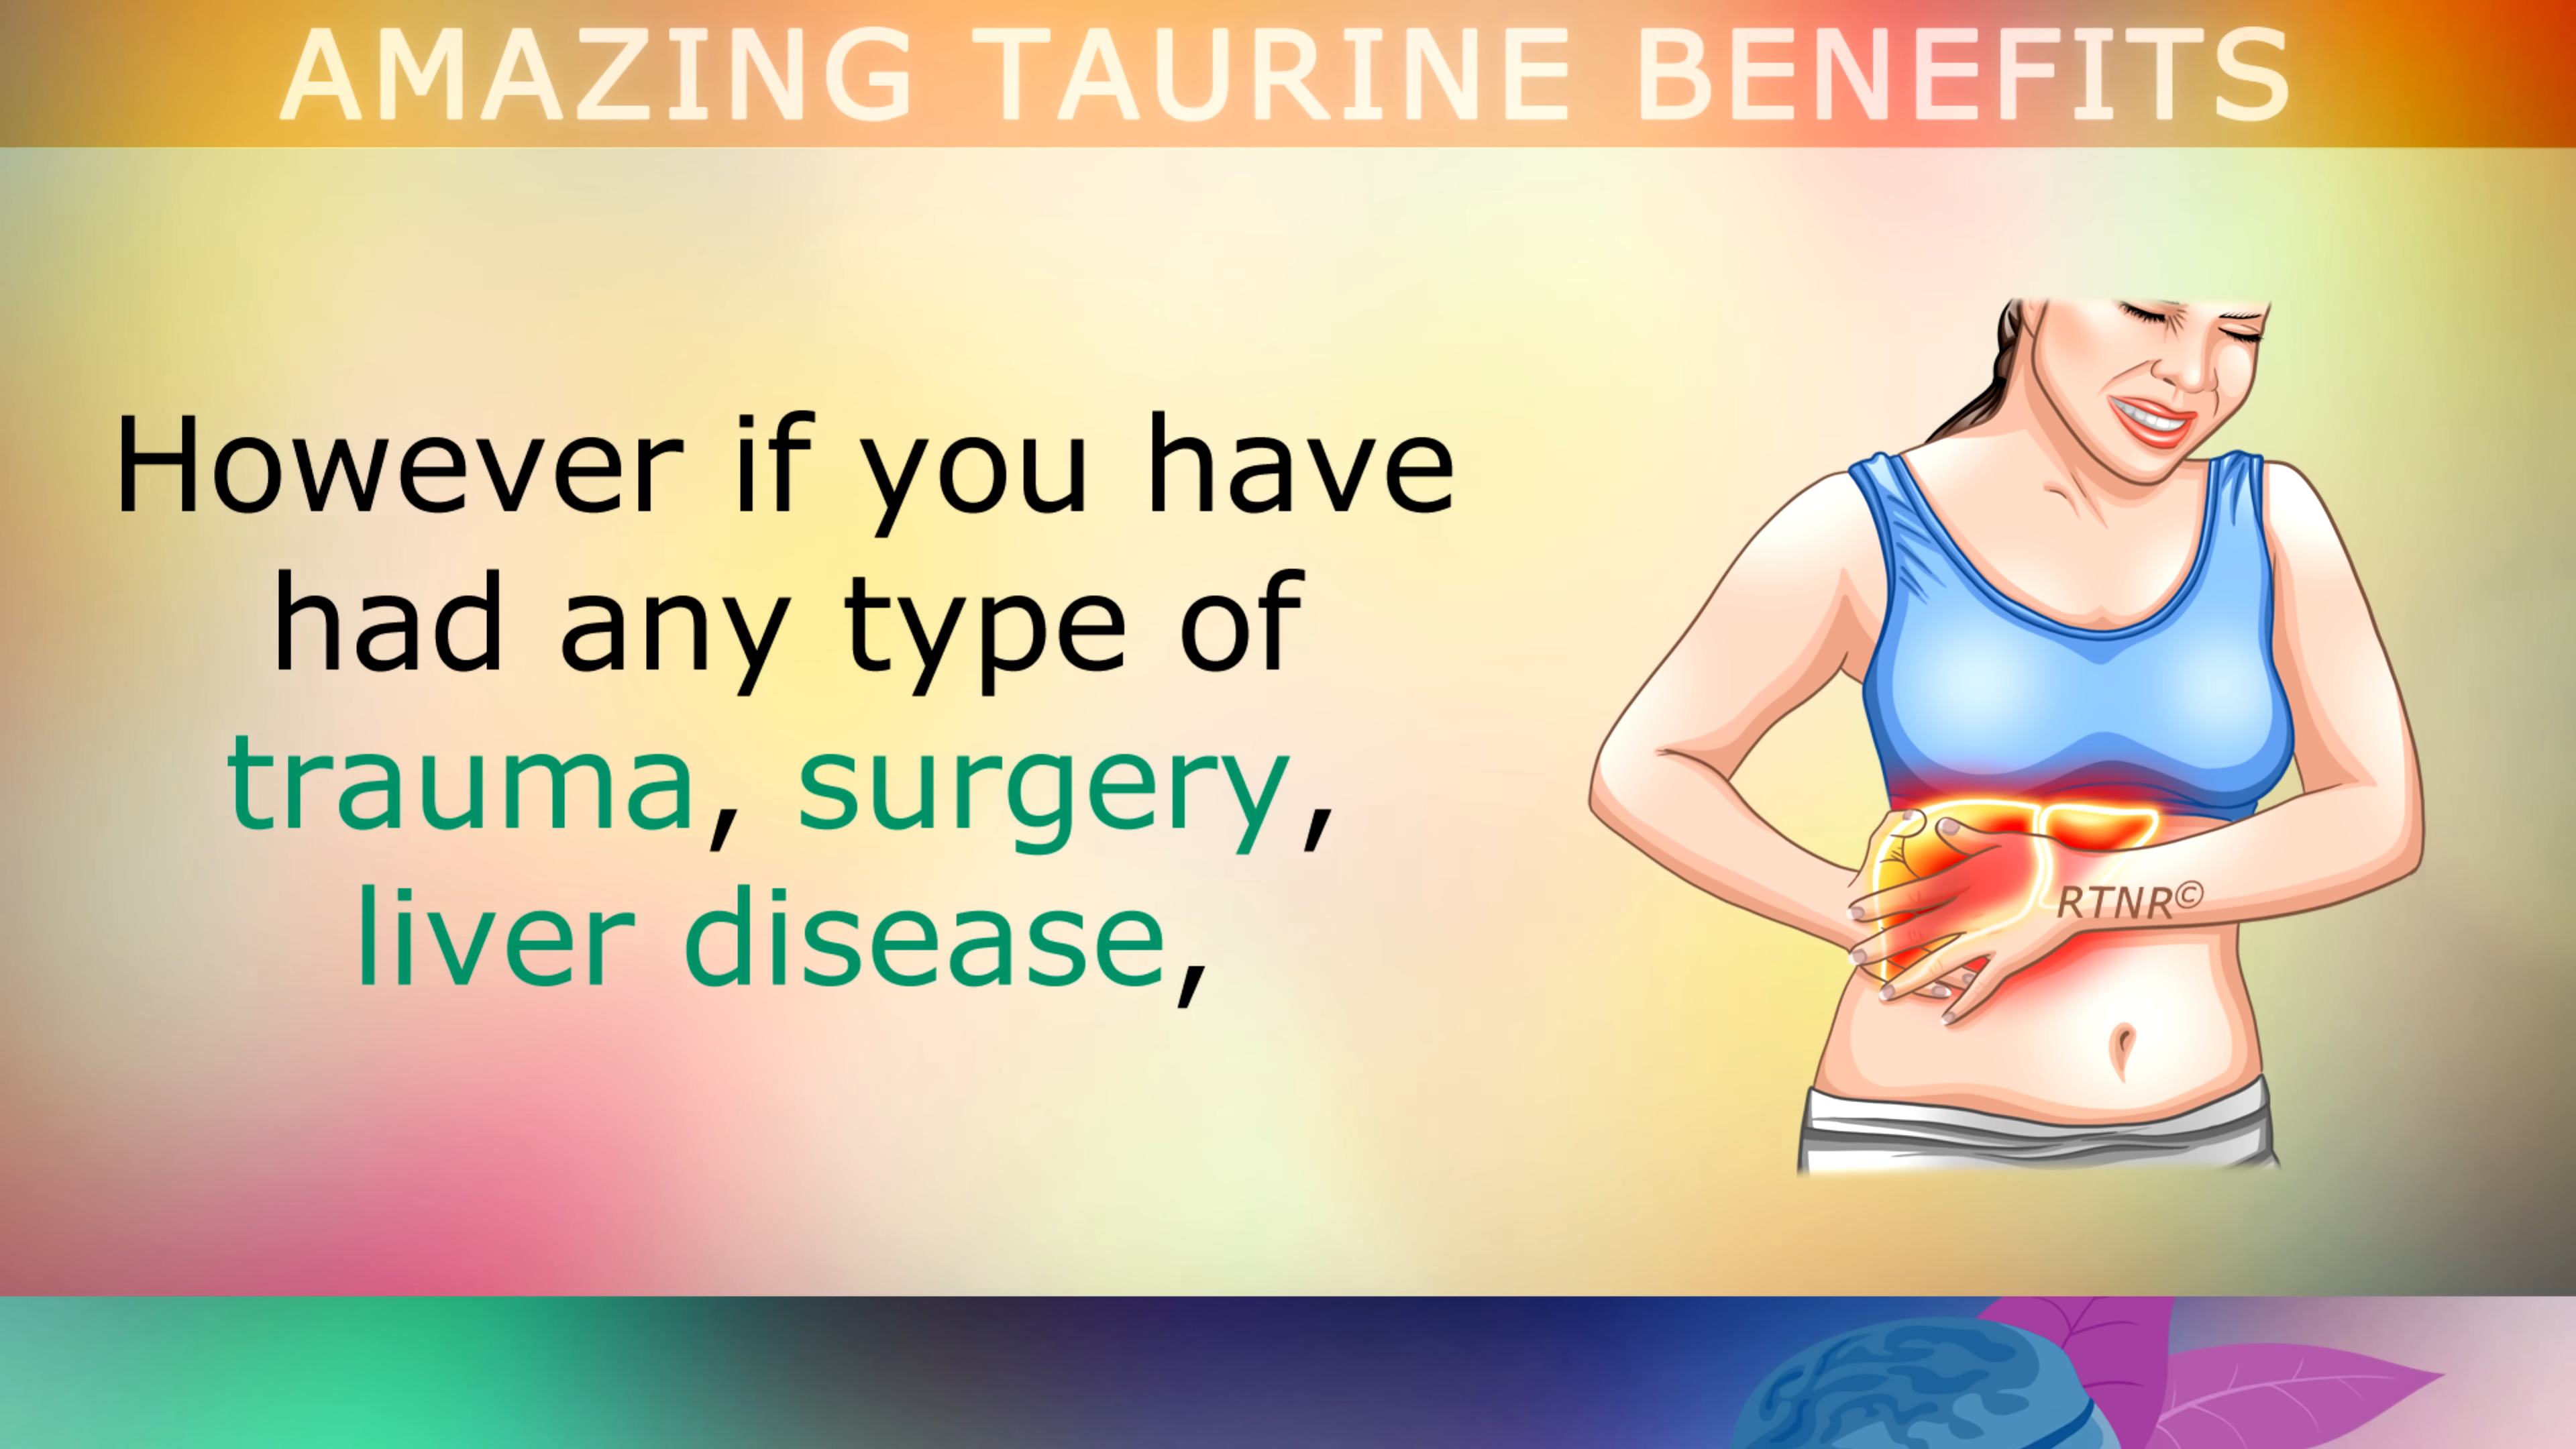 AMAZING TAURINE BENEFITS
However if you have
had any type of
trauma, surgery,
liver disease,
RTNR©